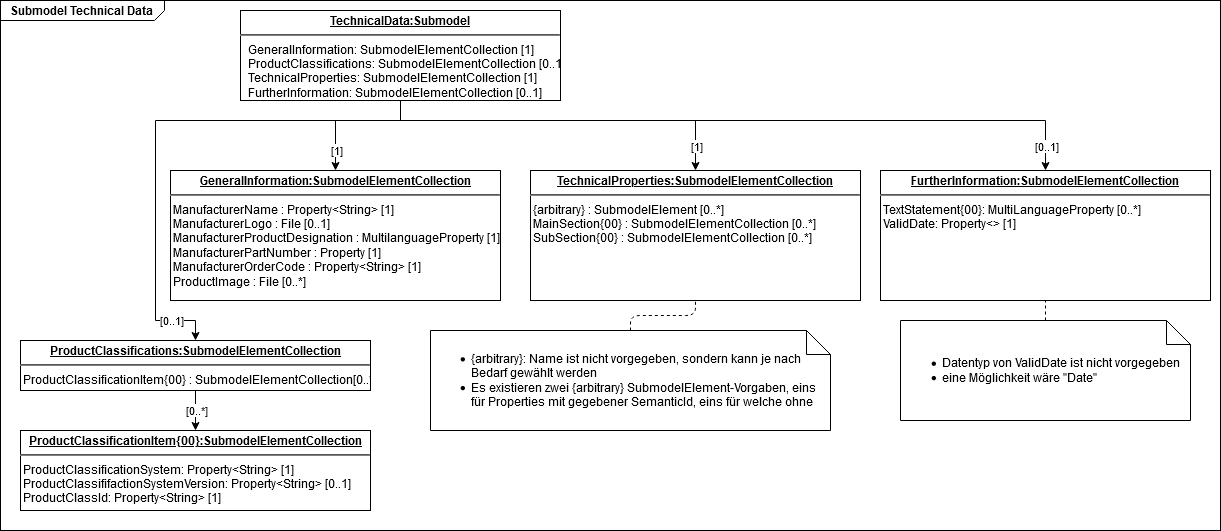 Submodel Technical Data
TechnicalData:Submodel
GeneralInformation: SubmodelElementCollection [1]
ProductClassifications: SubmodelElementCollection [0..1
TechnicalProperties: SubmodelElementCollection [1]
FurtherInformation: SubmodelElementCollection [0..1]
[1]
[1]
[0..1]
GeneralInformation:SubmodelElementCollection
ManufacturerName : Property<String> [1]
ManufacturerLogo : File [0..1]
ManufacturerProductDesignation : MultilanguageProperty [1]
ManufacturerPartNumber : Property [1]
ManufacturerOrderCode : Property<String> [1]
ProductImage : File [0..*]
TechnicalProperties:SubmodelElementCollection
{arbitrary} : SubmodelElement [0..*]
MainSection{00} : SubmodelElementCollection [0..*]
SubSection{00} : SubmodelElementCollection [0..*]
FurtherInformation:SubmodelElementCollection
TextStatement{00}: MultiLanguageProperty [0..*]
ValidDate: Property<> [1]
[0..1]
ProductClassifications:SubmodelElementCollection
ProductClassificationItem{00} : SubmodelElementCollection[0..
[0..*]
ProductClassificationItem{00}:SubmodelElementCollection
ProductClassificationSystem: Property<String> [1]
ProductClassififactionSystemVersion: Property<String> [0..1]
ProductClassId: Property<String> [1]
• {arbitrary}: Name ist nicht vorgegeben, sondern kann je nach
Bedarf gewählt werden
• Es existieren zwei {arbitrary} SubmodelElement-Vorgaben, eins
für Properties mit gegebener SemanticId, eins für welche ohne
• Datentyp von ValidDate ist nicht vorgegeben
• eine Möglichkeit wäre "Date"